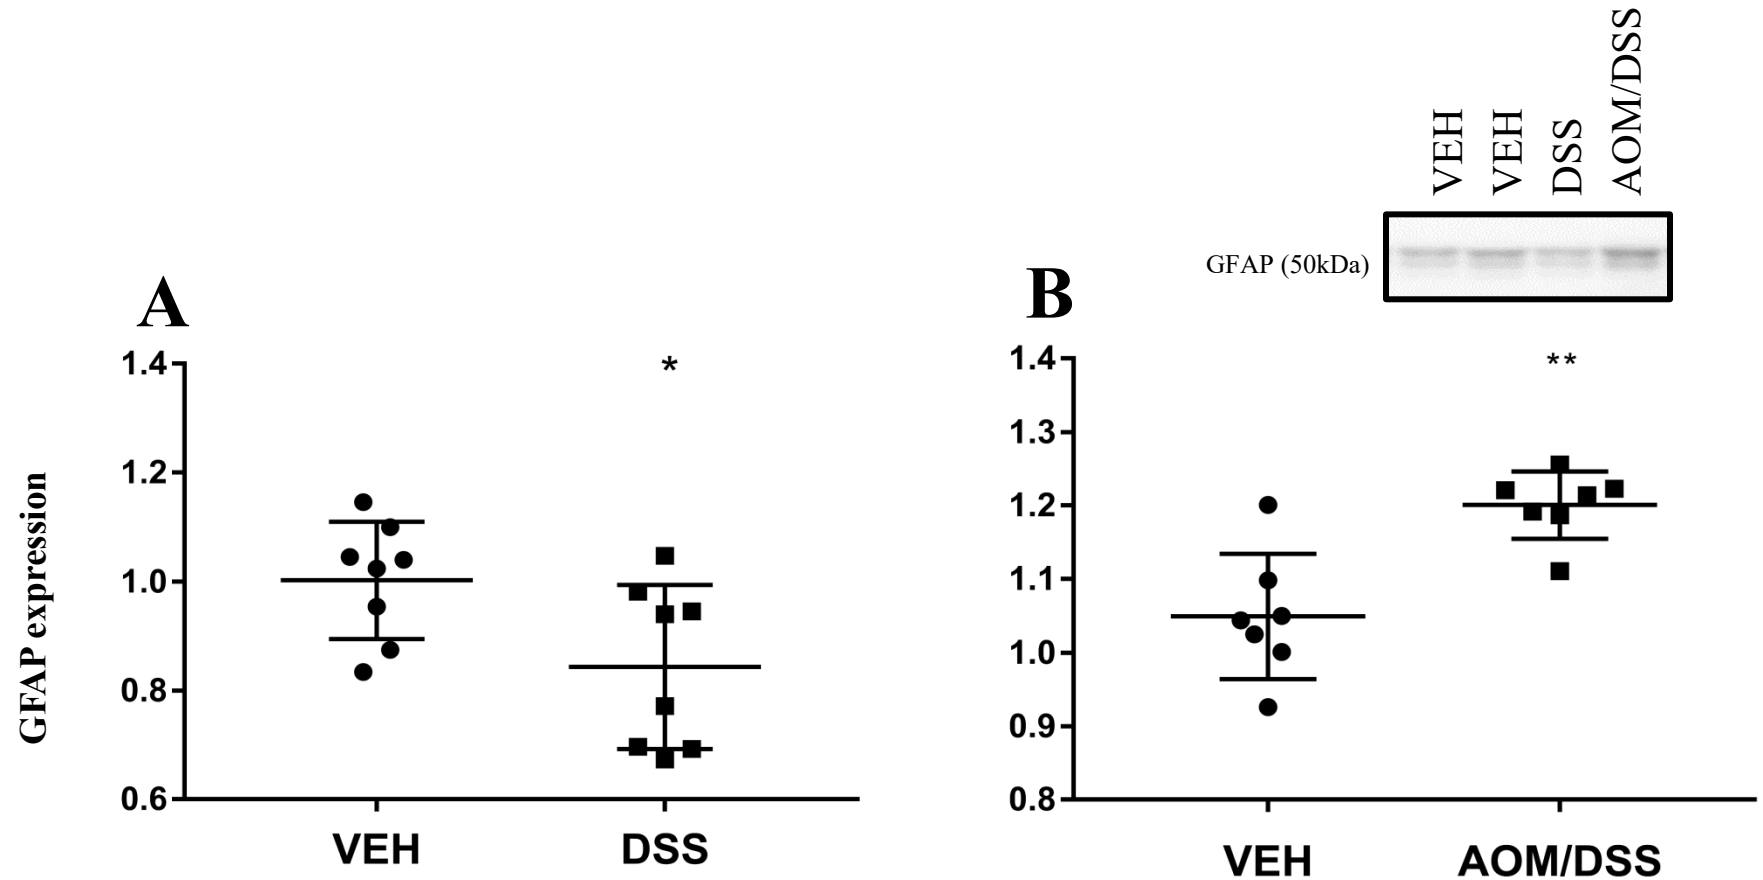 VEH
VEH
DSS
AOM/DSS
GFAP (50kDa)
A
*
1.4
1.2
1.0
0.8
0.6
GFAP expression
VEH
DSS
B
**
1.4
1.3
1.2
1.1
1.0
0.9
0.8
VEH
AOM/DSS